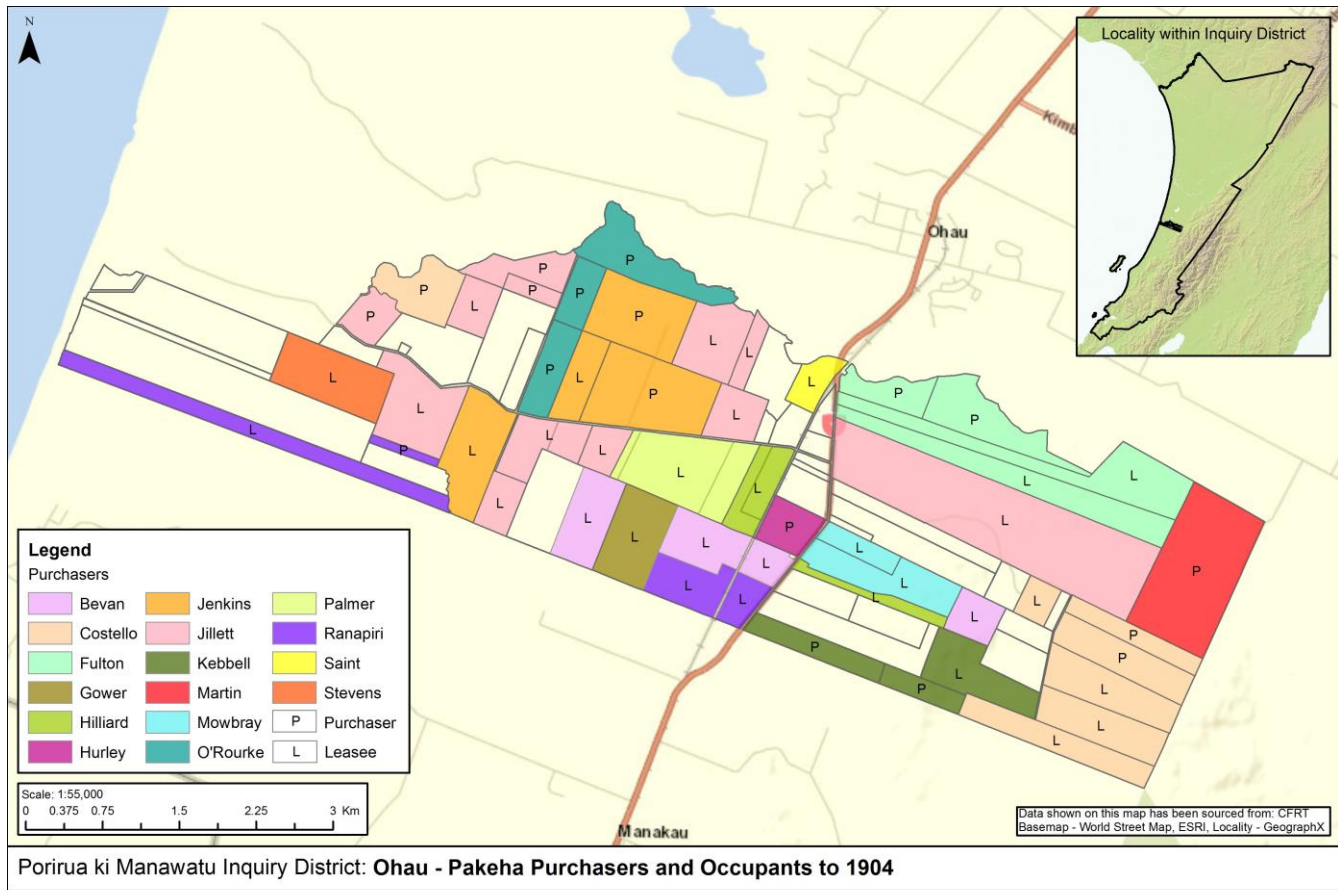 N
Locality within Inquiry District
Kimb
Ohau
P
P
P
P
P
L
P
P
L
L
L
P
L
L
P
P
L
L
P
L
L
P
L
L
L
L
L
L
L
L
L
L
P
L
L
L
P
L
L
L
L
L
L
P
P
P
L
P
L
L
L
Legend
Purchasers
Bevan
Costello
Fulton
Gower
Hilliard
Hurley
Jenkins
Jillett
Kebbell
Martin
Mowbray
O'Rourke
Palmer
Ranapiri
Saint
Stevens
P Purchaser
L Leasee
Scale: 1:55,000
0 0.375 0.75 1.5 2.25 3 Km
Manakau
Data shown on this map has been sourced from: CFRT
Basemap - World Street Map, ESRI, Locality - GeographX
Porirua ki Manawatu Inquiry District: Ohau - Pakeha Purchasers and Occupants to 1904